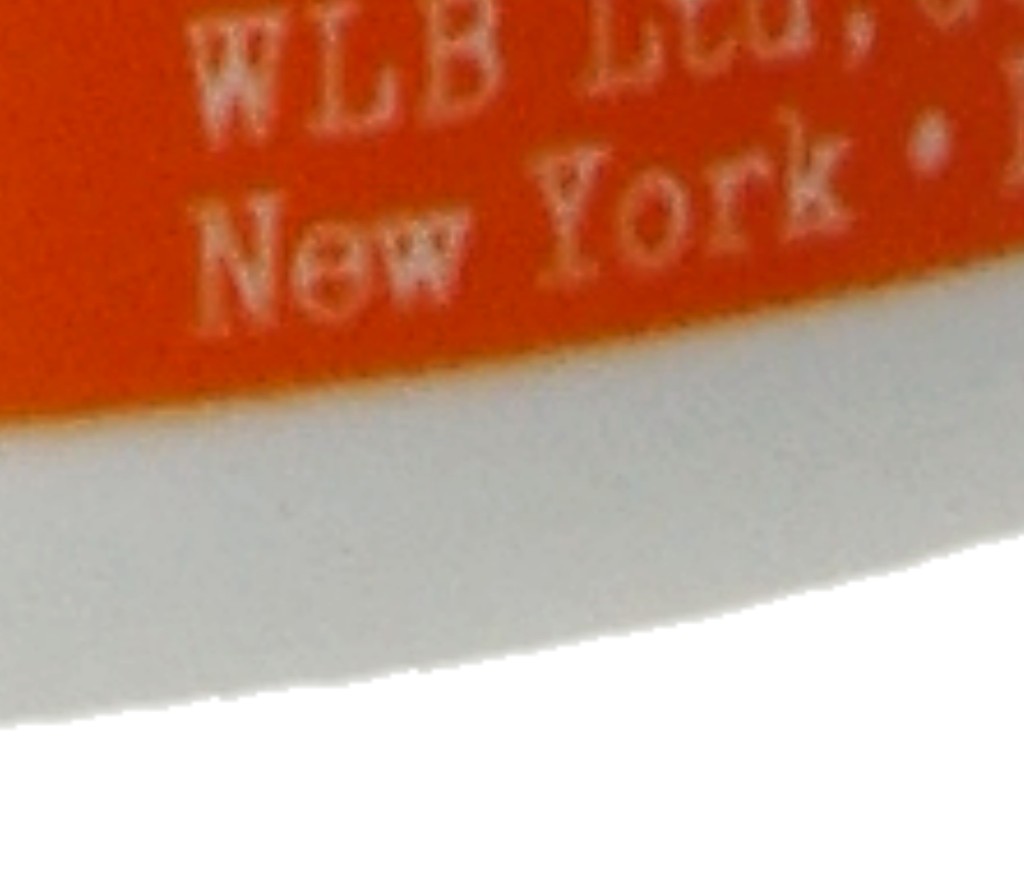 WLB Ltd,
New York •